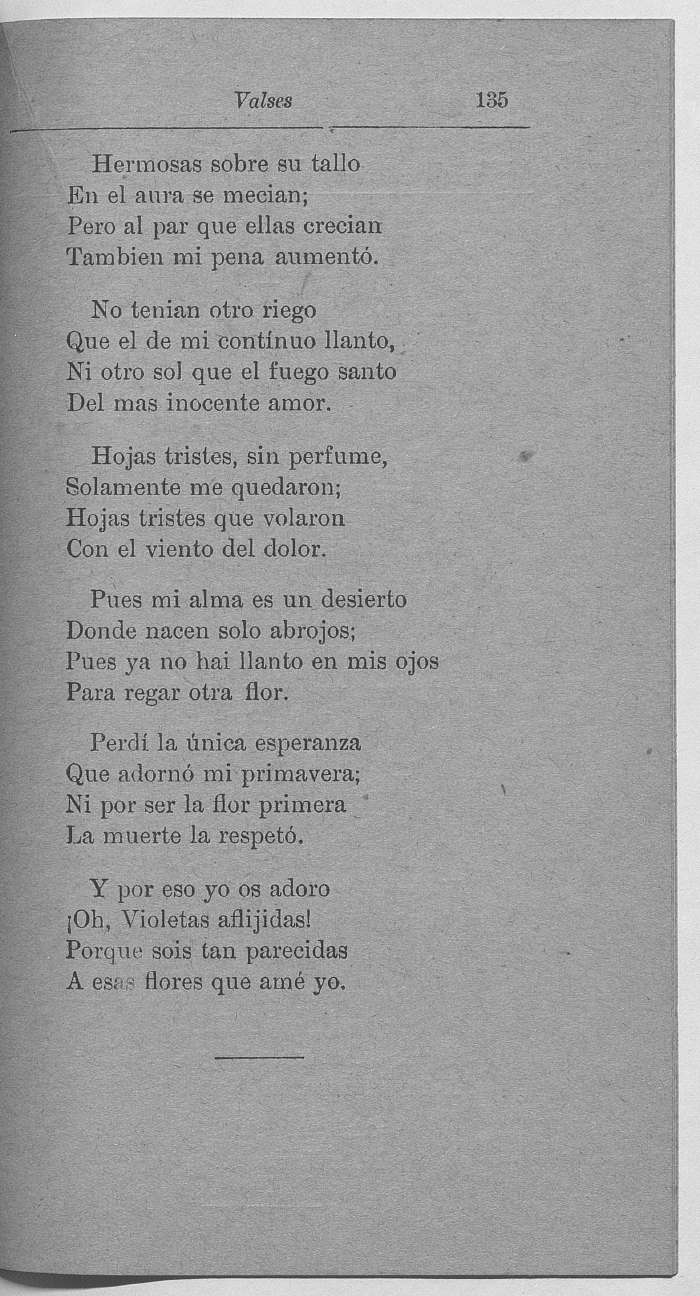 Valses 135
Hermosas sobre su tallo
En el aura se mecian;
Pero al par que ellas crecian
Tambien mi pena aumentó.
No tenian otro riego
Que el de mi contínuo llanto,
Ni otro sol que el fuego santo
Del mas inocente amor.
Hojas tristes, sin perfume,
Solamente me quedaron;
Hojas tristes que volaron
Con el viento del dolor.
Pues mi alma es un desierto
Donde nacen solo abrojos;
Pues ya no hai llanto en mis ojos
Para regar otra flor.
Perdí la única esperanza
Que adornó mi primavera;
Ni por ser la flor primera
La muerte la respetó.
Y por eso yo os adoro
¡Oh, Violetas aflijidas!
Porque sois tan parecidas
A esas flores que amé yo.